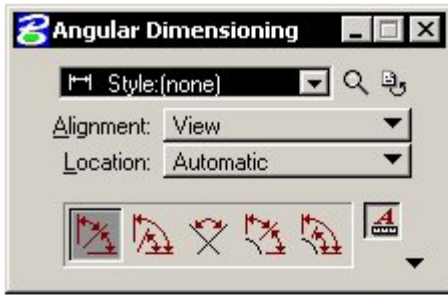 Angular Dimensioning
Style:(none)
Alignment: View
Location: Automatic
A